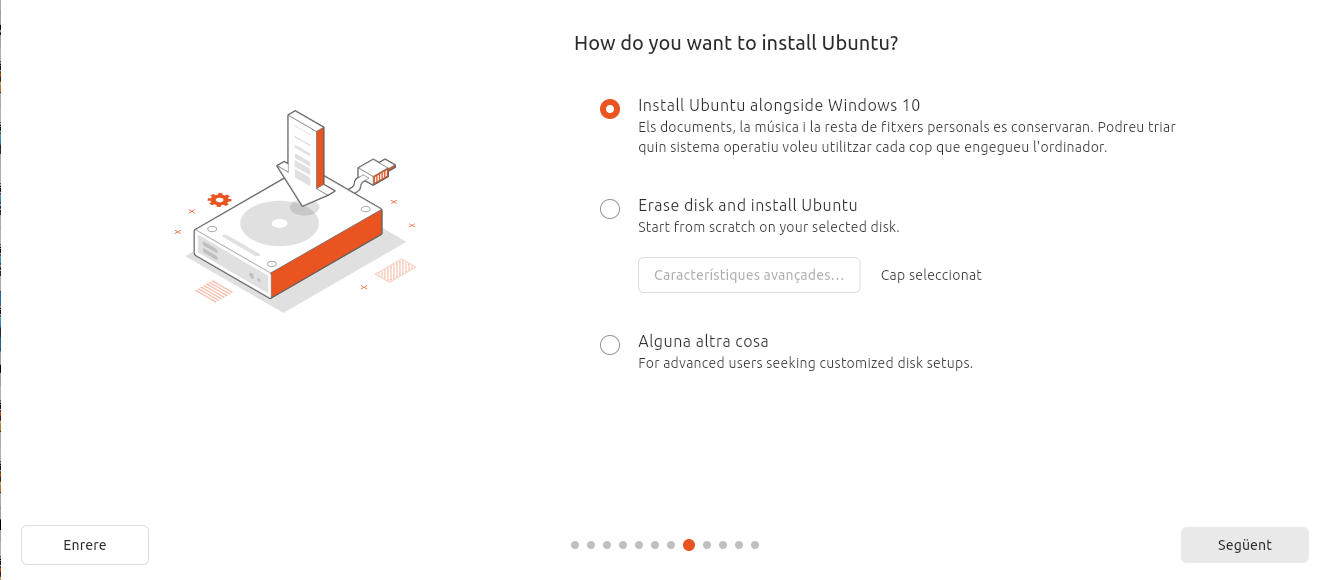 How do you want to install Ubuntu?
Install Ubuntu alongside Windows 10
Els documents, la música i la resta de fitxers personals es conservaran. Podreu triar
quin sistema operatiu voleu utilitzar cada cop que engegueu l'ordinador.
Erase disk and install Ubuntu
Start from scratch on your selected disk.
Característiques avançades...
Cap seleccionat
Alguna altra cosa
For advanced users seeking customized disk setups.
Enrere
Següent